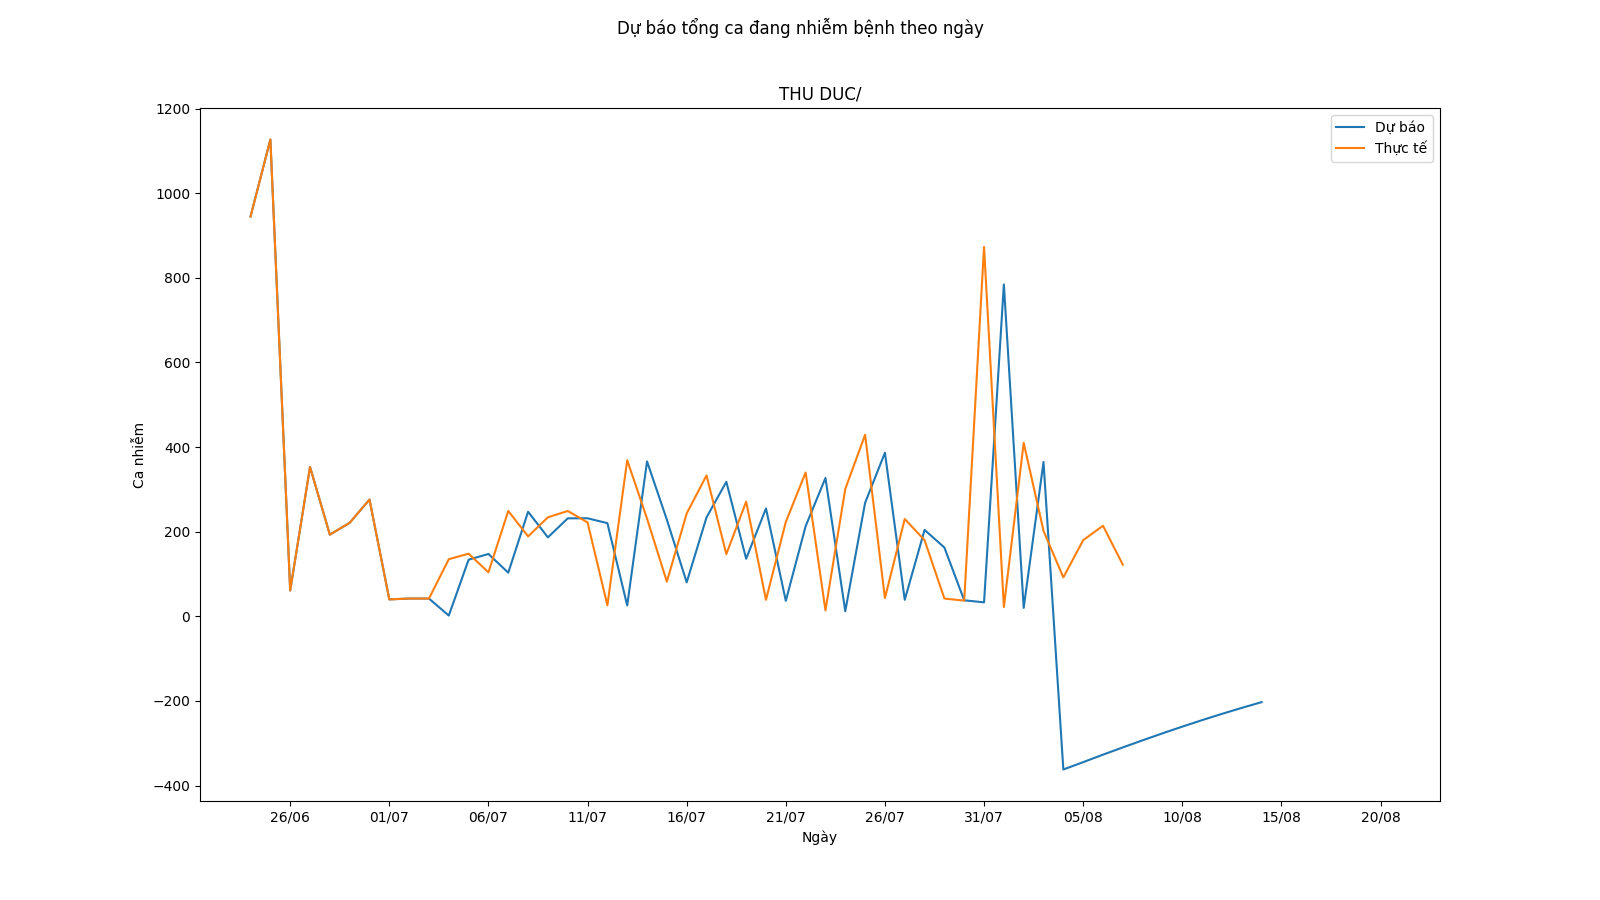 Dự báo tổng ca đang nhiễm bệnh theo ngày
THU DUC/
Dự báo
Thực tế
1200
1000
800
600
400
200
0
−200
−400
Ca nhiễm
26/06 01/07 06/07 11/07 16/07 21/07 26/07 31/07 05/08 10/08 15/08 20/08
Ngày